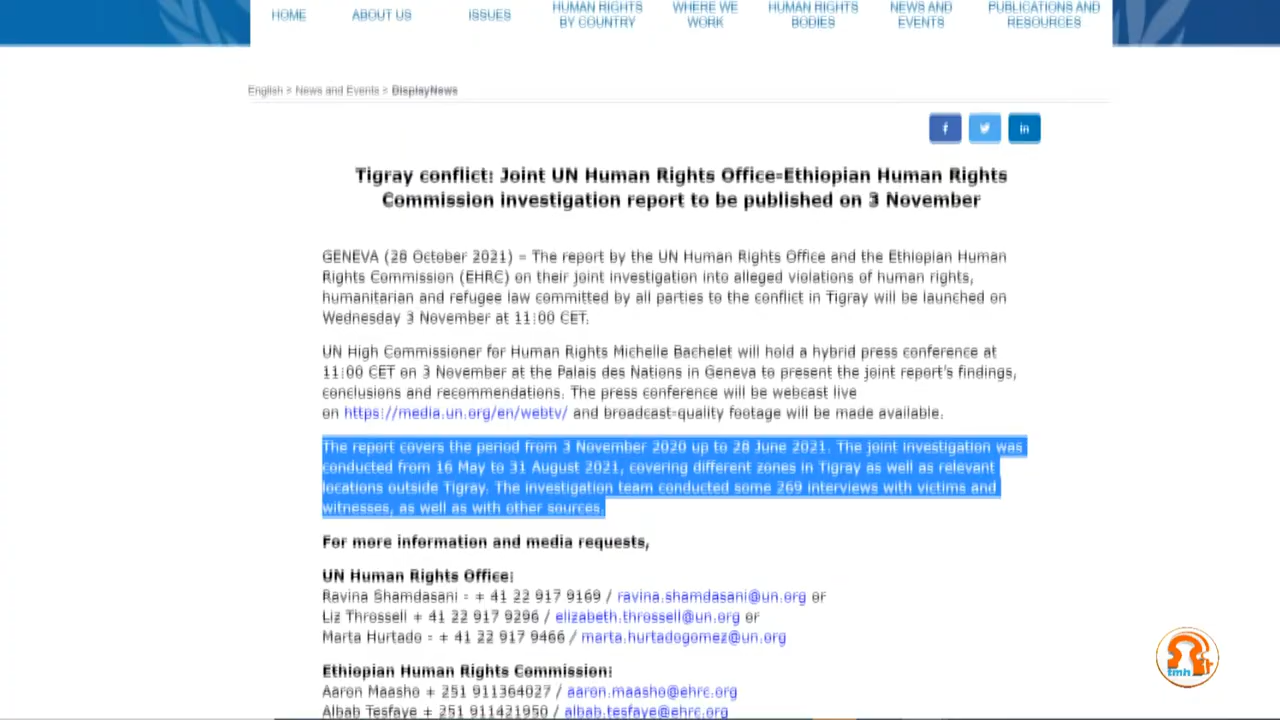 HOME
ABOUT US
ISSUES
HUMAN RIGHTS
BY COUNTRY
WHERE WE
WORK
HUMAN RIGHTS
BODIES
NEWS AND
EVENTS
PUBLICATIONS AND
RESOURCES
English > News and Events > DisplayNews
f
in
Tigray conflict: Joint UN Human Rights Office-Ethiopian Human Rights
Commission investigation report to be published on 3 November
GENEVA (28 October 2021) – The report by the UN Human Rights Office and the Ethiopian Human
Rights Commission (EHRC) on their joint investigation into alleged violations of human rights,
humanitarian and refugee law committed by all parties to the conflict in Tigray will be launched on
Wednesday 3 November at 11:00 CET.
UN High Commissioner for Human Rights Michelle Bachelet will hold a hybrid press conference at
11:00 CET on 3 November at the Palais des Nations in Geneva to present the joint report's findings,
conclusions and recommendations. The press conference will be webcast live
on https://media.un.org/en/webtv/ and broadcast-quality footage will be made available.
The report covers the period from 3 November 2020 up to 28 June 2021. The joint investigation was
conducted from 16 May to 31 August 2021, covering different zones in Tigray as well as relevant
locations outside Tigray. The investigation team conducted some 269 interviews with victims and
witnesses, as well as with other sources.
For more information and media requests,
UN Human Rights Office:
Ravina Shamdasani - + 41 22 917 9169 / ravina.shamdasani@un.org or
Liz Throssell + 41 22 917 9296 / elizabeth.throssell@un.org or
Marta Hurtado - + 41 22 917 9466 / marta.hurtadogomez@un.org
Ethiopian Human Rights Commission:
Aaron Maasho + 251 911364027 / aaron.maasho@ehrc.org
Albab Tesfaye + 251 911421950 / albab.tesfaye@ehrc.org
tmh